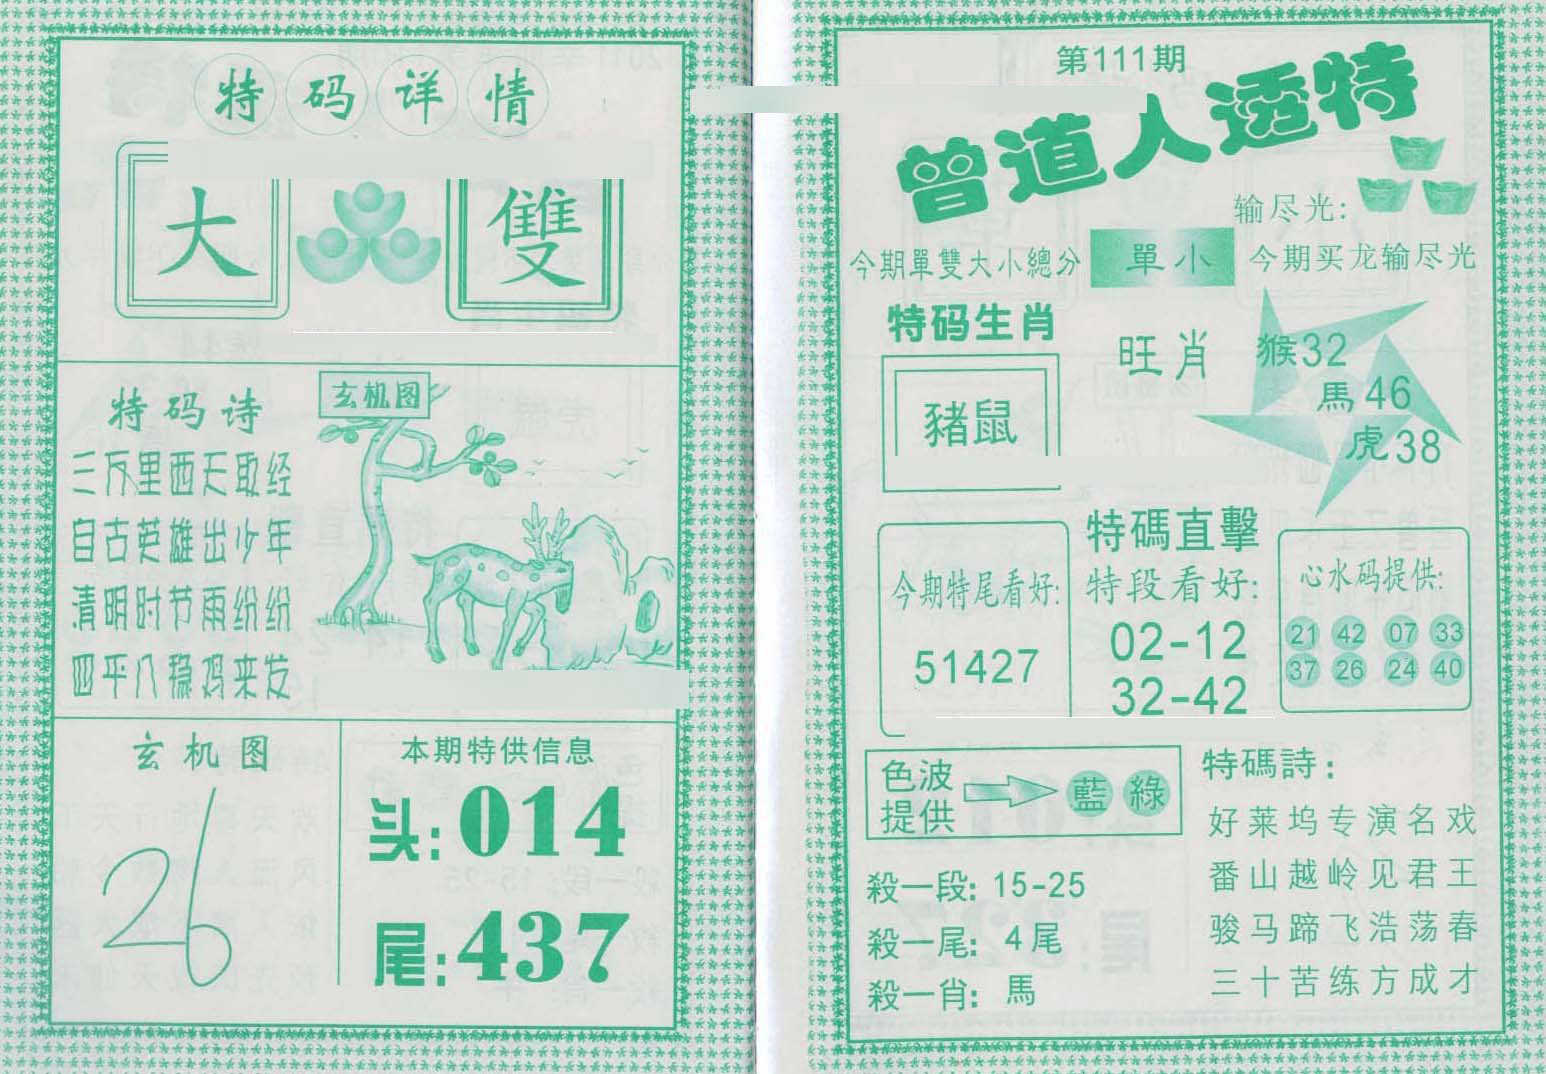 特码详情
大 雙
特码诗
三万里西天取经
自古英雄出少年
清明时节雨纷纷
四平八稳鸡来发
玄机图
玄机图
26
本期特供信息
头:014
尾:437
第111期
曾道人透特
输尽光:
今期买龙输尽光
今期單雙大小總分 單小
特码生肖
豬鼠
旺肖
猴32
馬46
虎38
今期特尾看好:
51427
特碼直擊
特段看好:
02-12
32-42
心水码提供:
21 42 07 33
37 26 24 40
色波
提供
藍 綠
殺一段: 15-25
殺一尾: 4尾
殺一肖: 馬
特碼詩:
好莱坞专演名戏
番山越岭见君王
骏马蹄飞浩荡春
三十苦练方成才